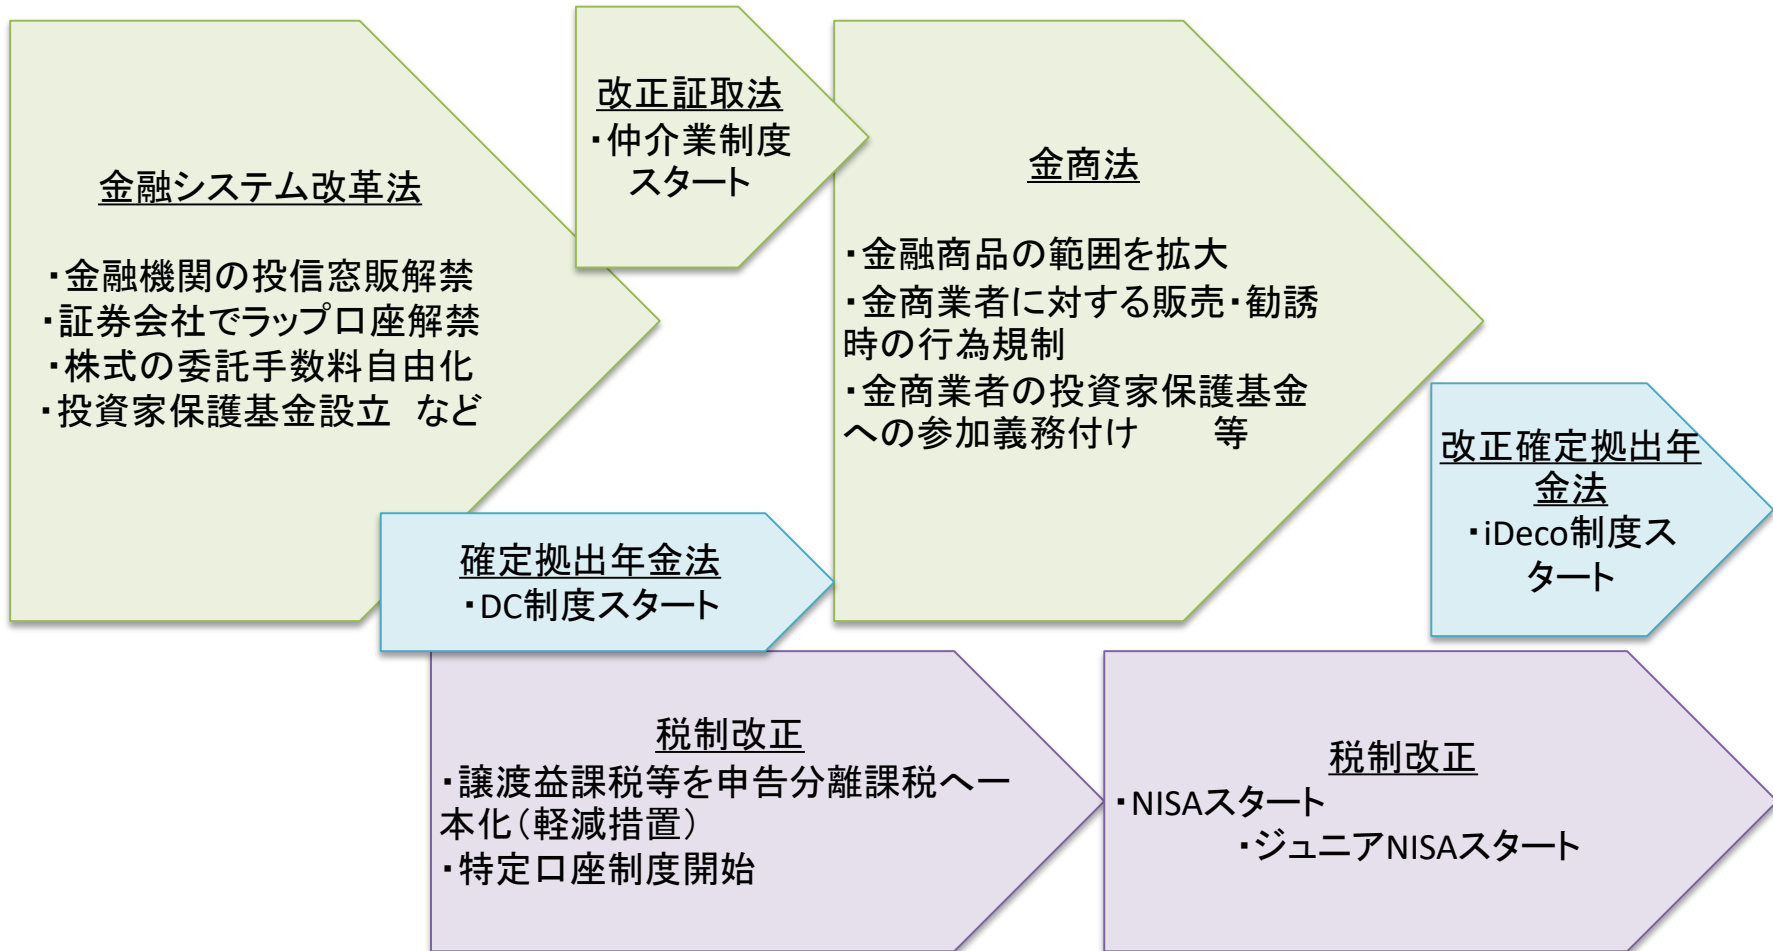 金融システム改革法
・金融機関の投信窓販解禁
・証券会社でラップ口座解禁
・株式の委託手数料自由化
・投資家保護基金設立　など
改正証取法
・仲介業制度
スタート
金商法
・金融商品の範囲を拡大
・金商業者に対する販売・勧誘
時の行為規制
・金商業者の投資家保護基金
への参加義務付け　　等
確定拠出年金法
・DC制度スタート
改正確定拠出年
金法
・iDeco制度ス
タート
税制改正
・譲渡益課税等を申告分離課税へ一
本化（軽減措置）
・特定口座制度開始
税制改正
・NISAスタート
・ジュニアNISAスタート